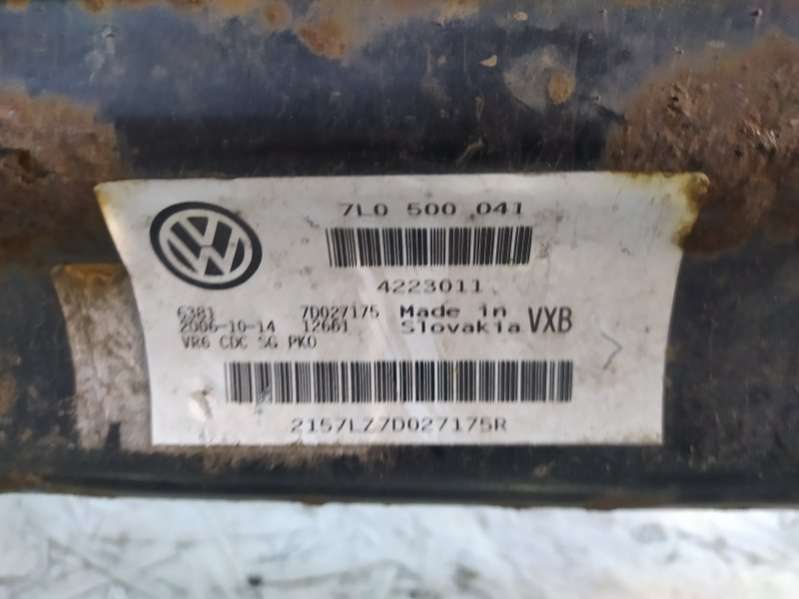 7L0 500 041
4223011
6381 7D027175 Made in
2006-10-14 12661 Slovakia VXB
VR6 CDC SG PKO
2157LZ7D027175R